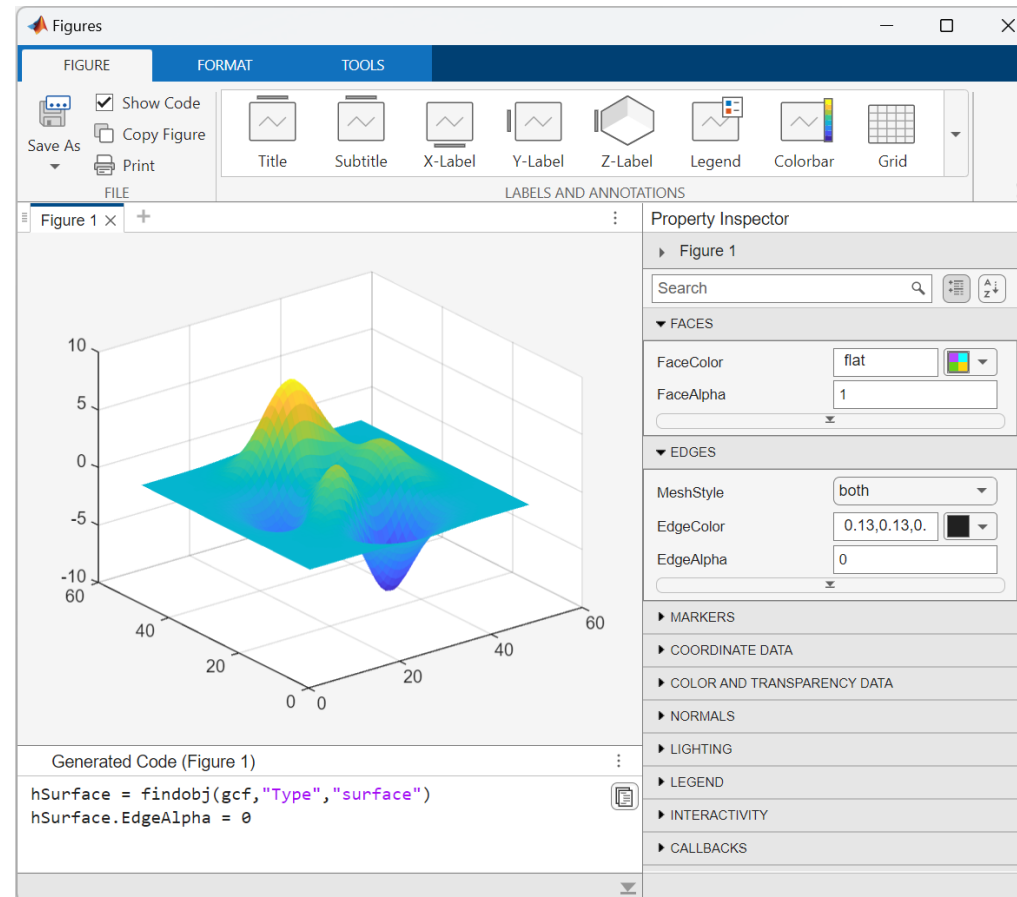 Figures
FIGURE FORMAT TOOLS
Save As
Show Code
Copy Figure
Print
FILE
Title Subtitle X-Label Y-Label Z-Label Legend Colorbar Grid
LABELS AND ANNOTATIONS
Figure 1
10
5
0
-5
-10
60
40
20
0
0
20
40
60
Generated Code (Figure 1)
hSurface = findobj(gcf,"Type","surface")
hSurface.EdgeAlpha = 0
Property Inspector
Figure 1
Search
A
Z
FACES
FaceColor flat
FaceAlpha 1
EDGES
MeshStyle both
EdgeColor 0.13,0.13,0.
EdgeAlpha 0
MARKERS
COORDINATE DATA
COLOR AND TRANSPARENCY DATA
NORMALS
LIGHTING
LEGEND
INTERACTIVITY
CALLBACKS